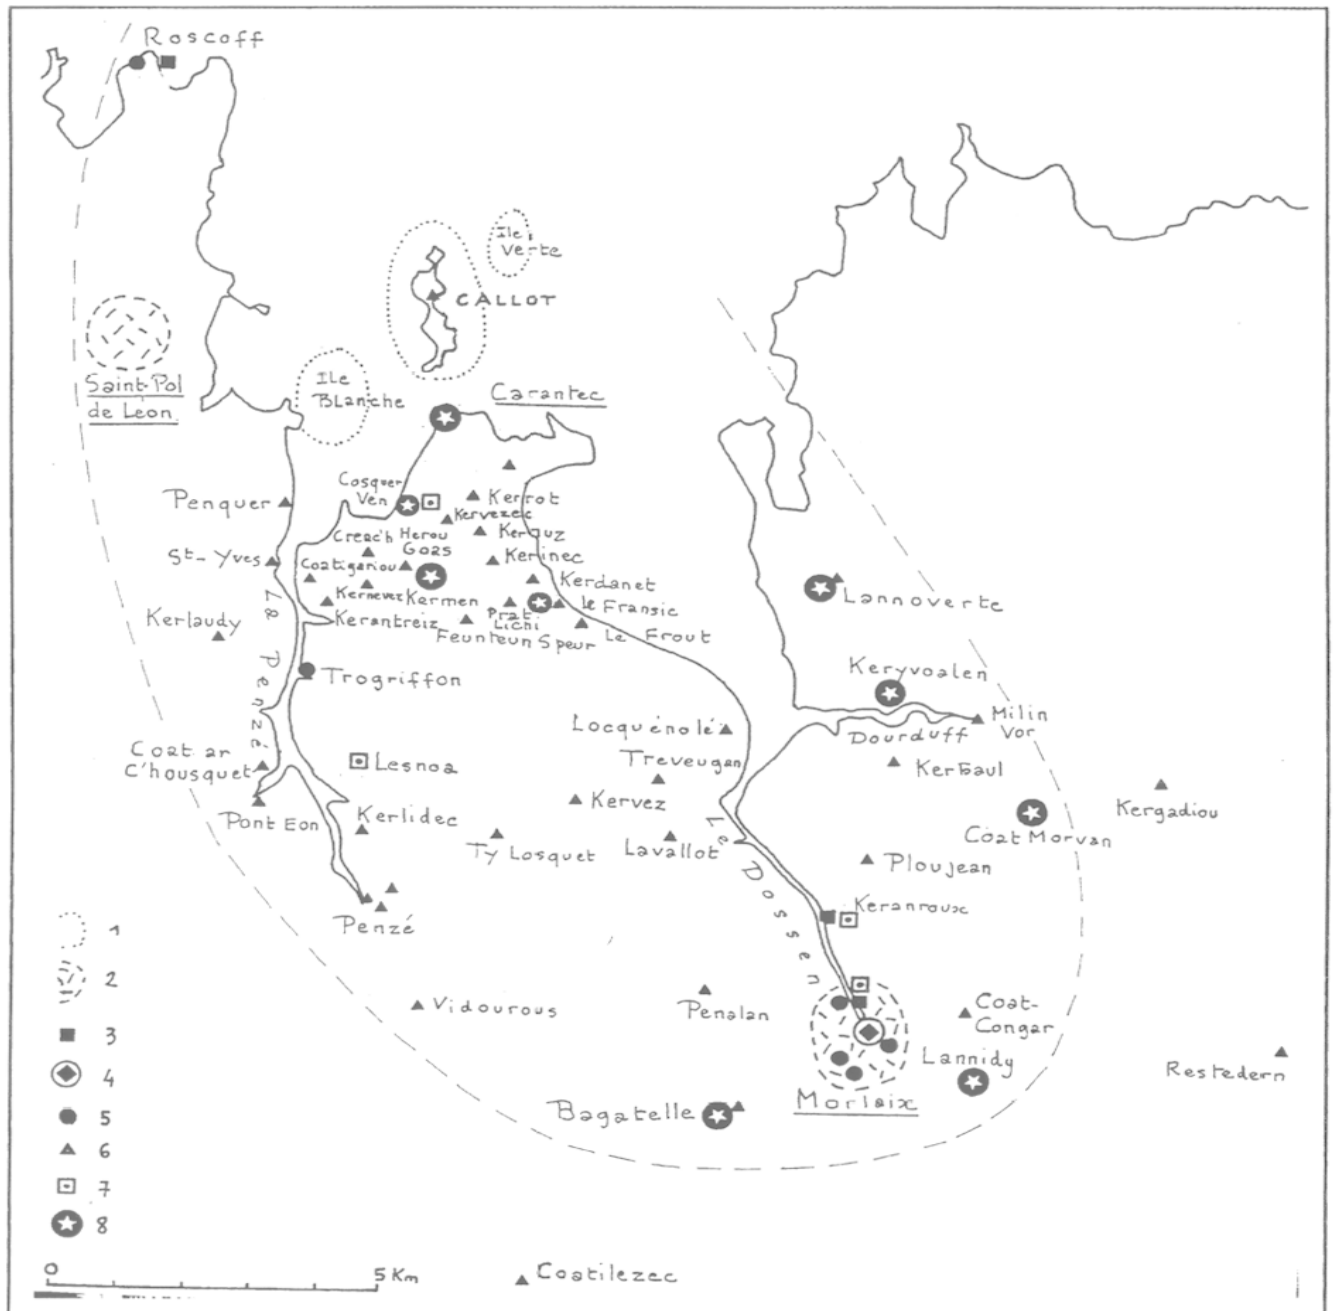 Roscoff
Ile
Verte
CALLOT
Saint-Pol
de Léon
Ile
Blanche
Carantec
Cosquer
Ven
Penquer
Kerrot
Kervezec
Creac'h Herou
Goas
Kerouz
St-Yves
Coatigariou
Kerinec
Kerdanet
Lannoverte
Kernevez
Kermen
Prat
Lichi
Le Fransic
Kerlaudy
Kerantreiz
Feunteun Speur
Le Frout
La Penzé
Trogriffon
Keryvoalen
Locquénolé
Milin
Vor
Dourduff
Coat ar
C'housquet
Lesnoa
Treveugan
Kervez
Kergadiou
Pont Eon
Kerlidec
Ty Losquet
Lavallot
Le Dossen
Coat Morvan
Ploujean
Penzé
Keranroux
Vidourous
Penalan
Coat-
Congar
Lannidy
Restedern
Morlaix
Bagatelle
1
2
3
4
5
6
7
8
0
5 Km
Coatilezec